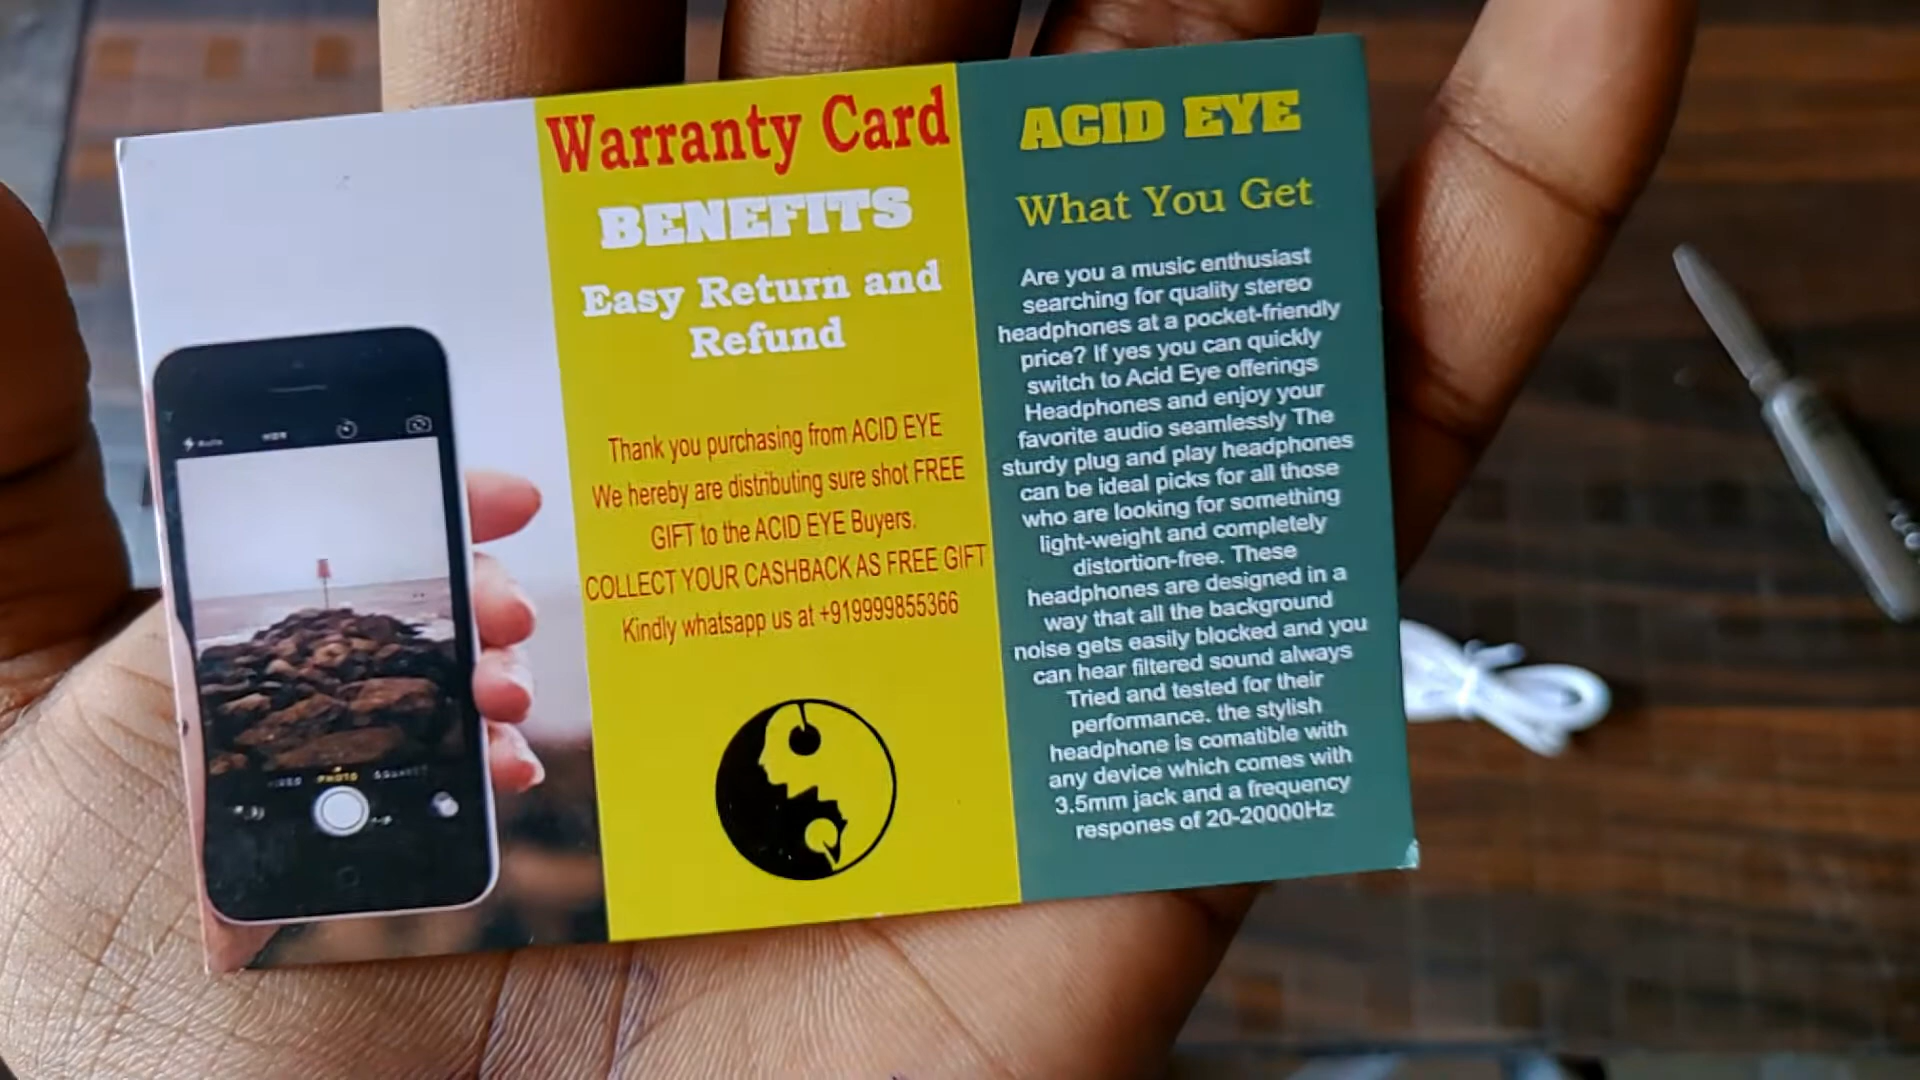 Warranty Card
BENEFITS
Easy Return and
Refund
Thank you purchasing from ACID EYE
We hereby are distributing sure shot FREE
GIFT to the ACID EYE Buyers.
COLLECT YOUR CASHBACK AS FREE GIFT
Kindly whatsapp us at +919999855366
ACID EYE
What You Get
Are you a music enthusiast
searching for quality stereo
headphones at a pocket-friendly
price? If yes you can quickly
switch to Acid Eye offerings
Headphones and enjoy your
favorite audio seamlessly The
sturdy plug and play headphones
can be ideal picks for all those
who are looking for something
light-weight and completely
distortion-free. These
headphones are designed in a
way that all the background
noise gets easily blocked and you
can hear filtered sound always
Tried and tested for their
performance. the stylish
headphone is comatible with
any device which comes with
3.5mm jack and a frequency
respones of 20-20000Hz
HDR
PHOTO